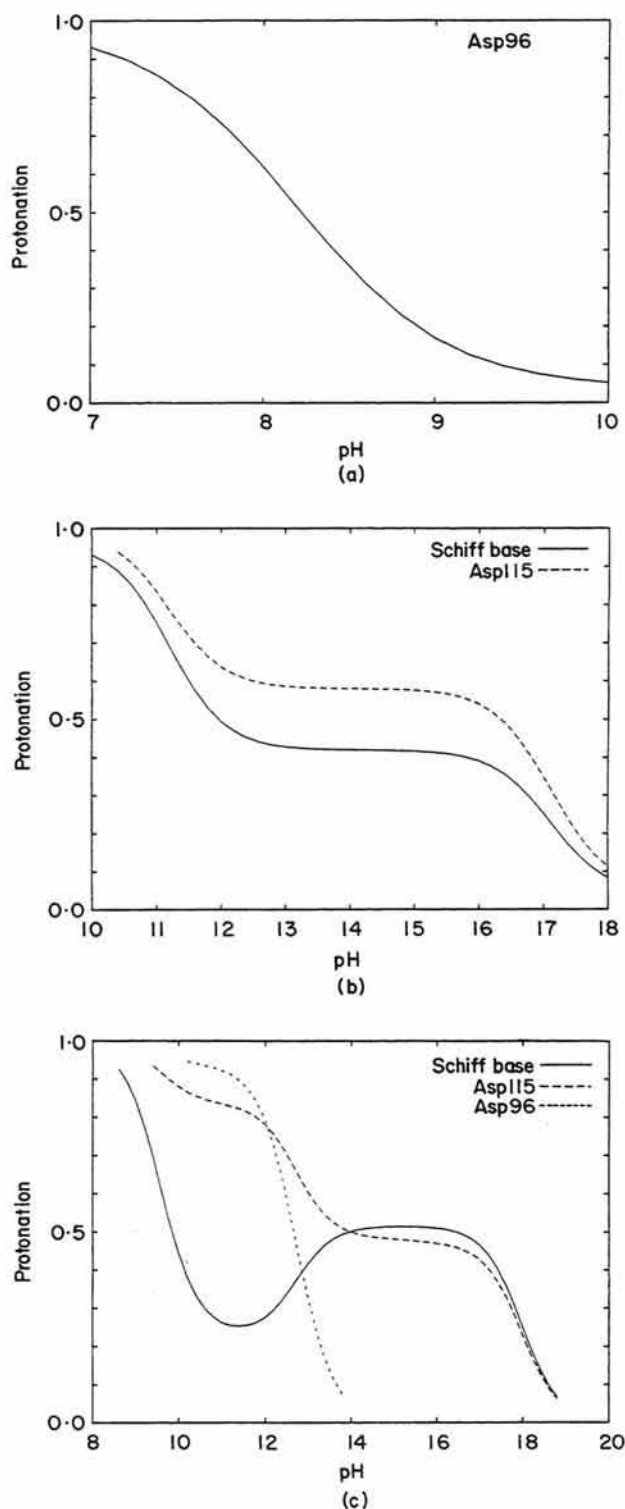 Asp96
1·0
0·5
0·0
Protonation
7 8 9 10
pH
(a)
Schiff base
Asp115
1·0
0·5
0·0
Protonation
10 11 12 13 14 15 16 17 18
pH
(b)
Schiff base
Asp115
Asp96
1·0
0·5
0·0
Protonation
8 10 12 14 16 18 20
pH
(c)